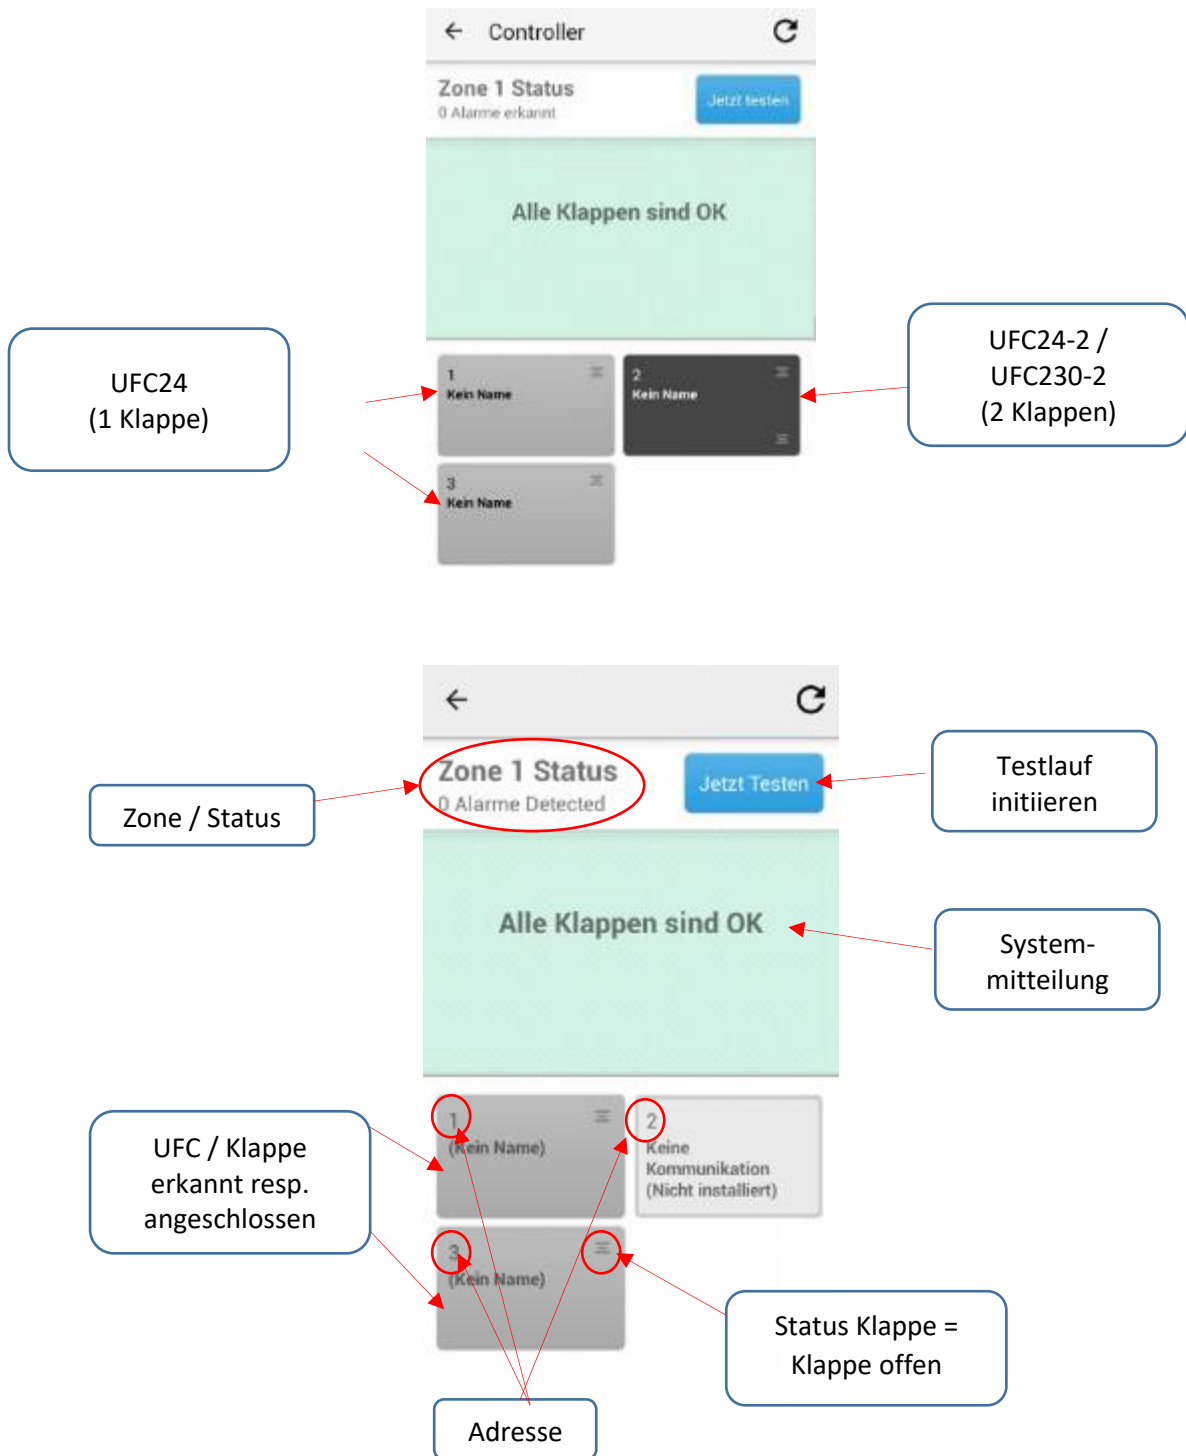 Controller
Zone 1 Status
0 Alarme erkannt
Jetzt testen
Alle Klappen sind OK
UFC24
(1 Klappe)
UFC24-2 /
UFC230-2
(2 Klappen)
1
Kein Name
2
Kein Name
3
Kein Name
Zone 1 Status
0 Alarme Detected
Jetzt Testen
Testlauf
initiieren
Zone / Status
Alle Klappen sind OK
System-
mitteilung
1
(Kein Name)
2
Keine
Kommunikation
(Nicht installiert)
UFC / Klappe
erkannt resp.
angeschlossen
3
(Kein Name)
Status Klappe =
Klappe offen
Adresse